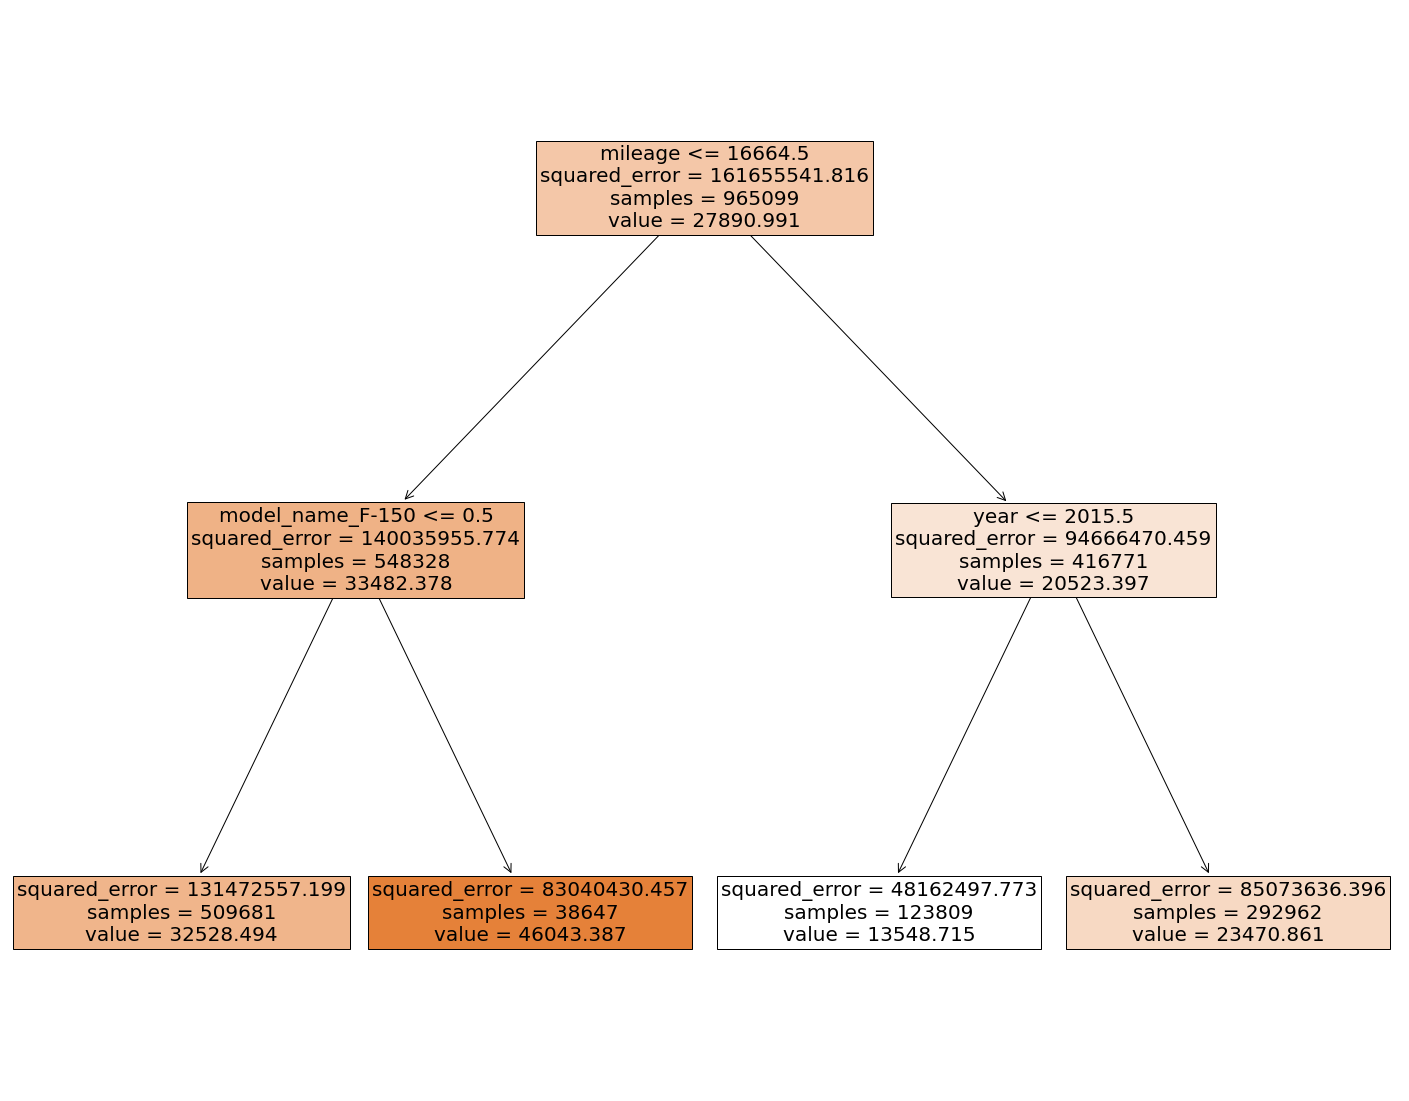 mileage <= 16664.5
squared_error = 161655541.816
samples = 965099
value = 27890.991
model_name_F-150 <= 0.5
squared_error = 140035955.774
samples = 548328
value = 33482.378
year <= 2015.5
squared_error = 94666470.459
samples = 416771
value = 20523.397
squared_error = 131472557.199
samples = 509681
value = 32528.494
squared_error = 83040430.457
samples = 38647
value = 46043.387
squared_error = 48162497.773
samples = 123809
value = 13548.715
squared_error = 85073636.396
samples = 292962
value = 23470.861